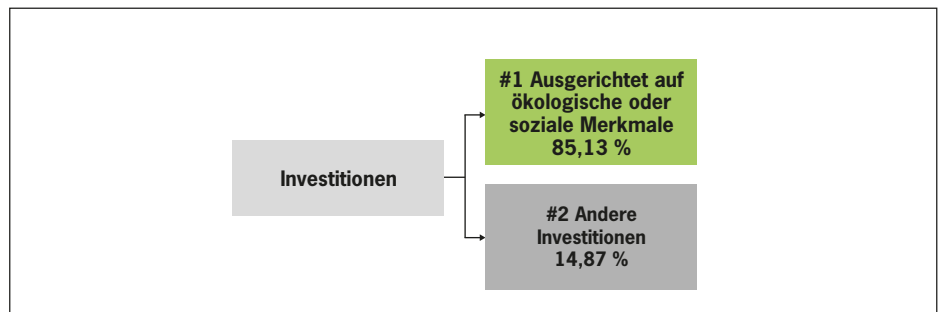 #1 Ausgerichtet auf
ökologische oder
soziale Merkmale
85,13 %
Investitionen
#2 Andere
Investitionen
14,87 %